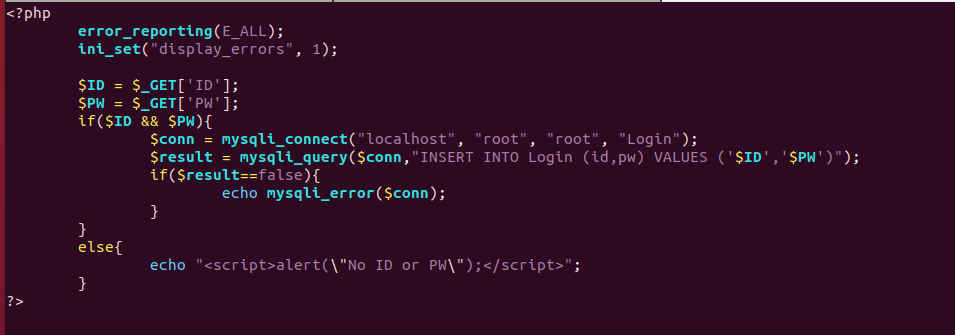 <?php
error_reporting(E_ALL);
ini_set("display_errors", 1);
$ID = $_GET['ID'];
$PW = $_GET['PW'];
if($ID && $PW){
$conn = mysqli_connect("localhost", "root", "root", "Login");
$result = mysqli_query($conn,"INSERT INTO Login (id,pw) VALUES ('$ID','$PW')");
if($result==false){
echo mysqli_error($conn);
}
}
else{
echo "<script>alert(\"No ID or PW\");</script>";
}
?>